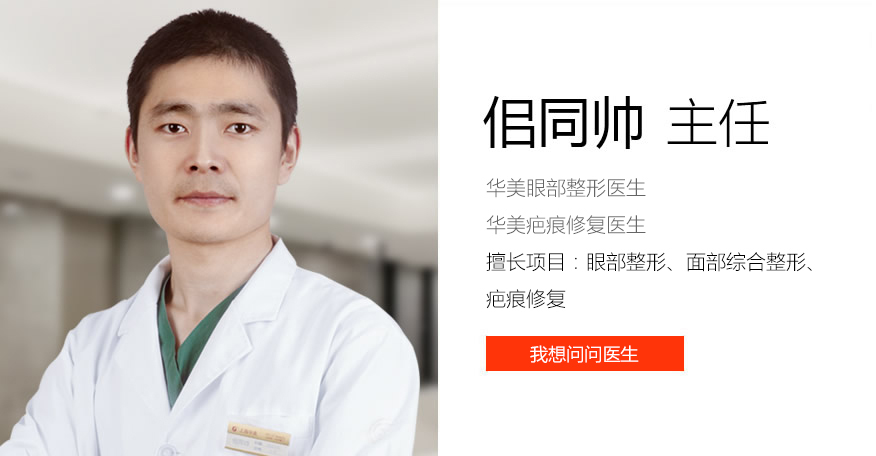 侣同帅 主任
华美眼部整形医生
华美疤痕修复医生
擅长项目：眼部整形、面部综合整形、
疤痕修复
我想问问医生